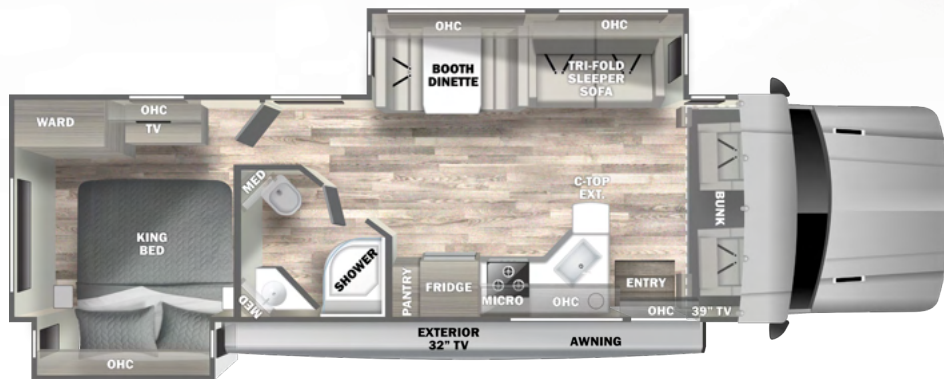 OHC
OHC
BOOTH
DINETTE
TRI-FOLD
SLEEPER
SOFA
WARD
OHC
TV
MED
C-TOP
EXT.
BUNK
KING
BED
SHOWER
PANTRY
FRIDGE
MICRO
OHC
ENTRY
MED
OHC
39" TV
EXTERIOR
32" TV
AWNING
OHC